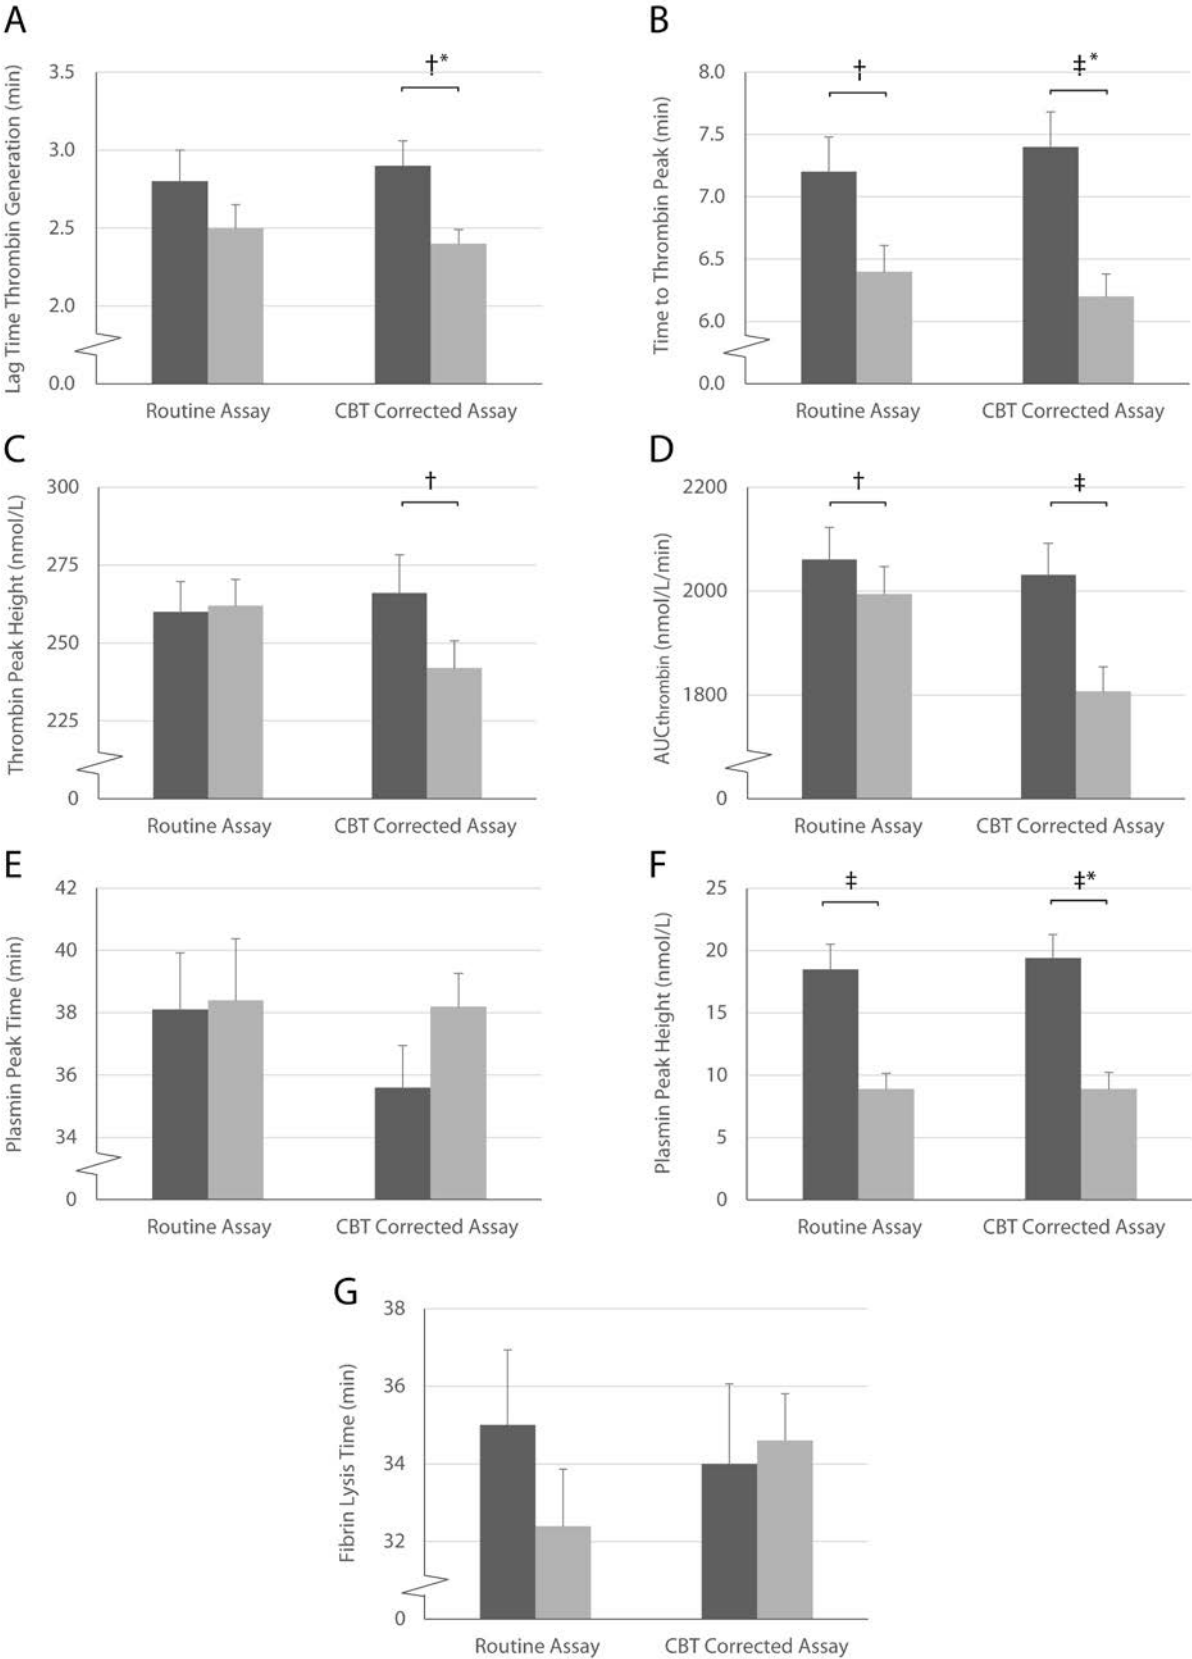 A
Lag Time Thrombin Generation (min)
3.5
3.0
2.5
2.0
0.0
†*
Routine Assay
CBT Corrected Assay
B
Time to Thrombin Peak (min)
8.0
7.5
7.0
6.5
6.0
0.0
†
‡*
Routine Assay
CBT Corrected Assay
C
Thrombin Peak Height (nmol/L)
300
275
250
225
0
†
Routine Assay
CBT Corrected Assay
D
AUCthrombin (nmol/L/min)
2200
2000
1800
0
†
‡
Routine Assay
CBT Corrected Assay
E
Plasmin Peak Time (min)
42
40
38
36
34
0
Routine Assay
CBT Corrected Assay
F
Plasmin Peak Height (nmol/L)
25
20
15
10
5
0
‡
‡*
Routine Assay
CBT Corrected Assay
G
Fibrin Lysis Time (min)
38
36
34
32
0
Routine Assay
CBT Corrected Assay